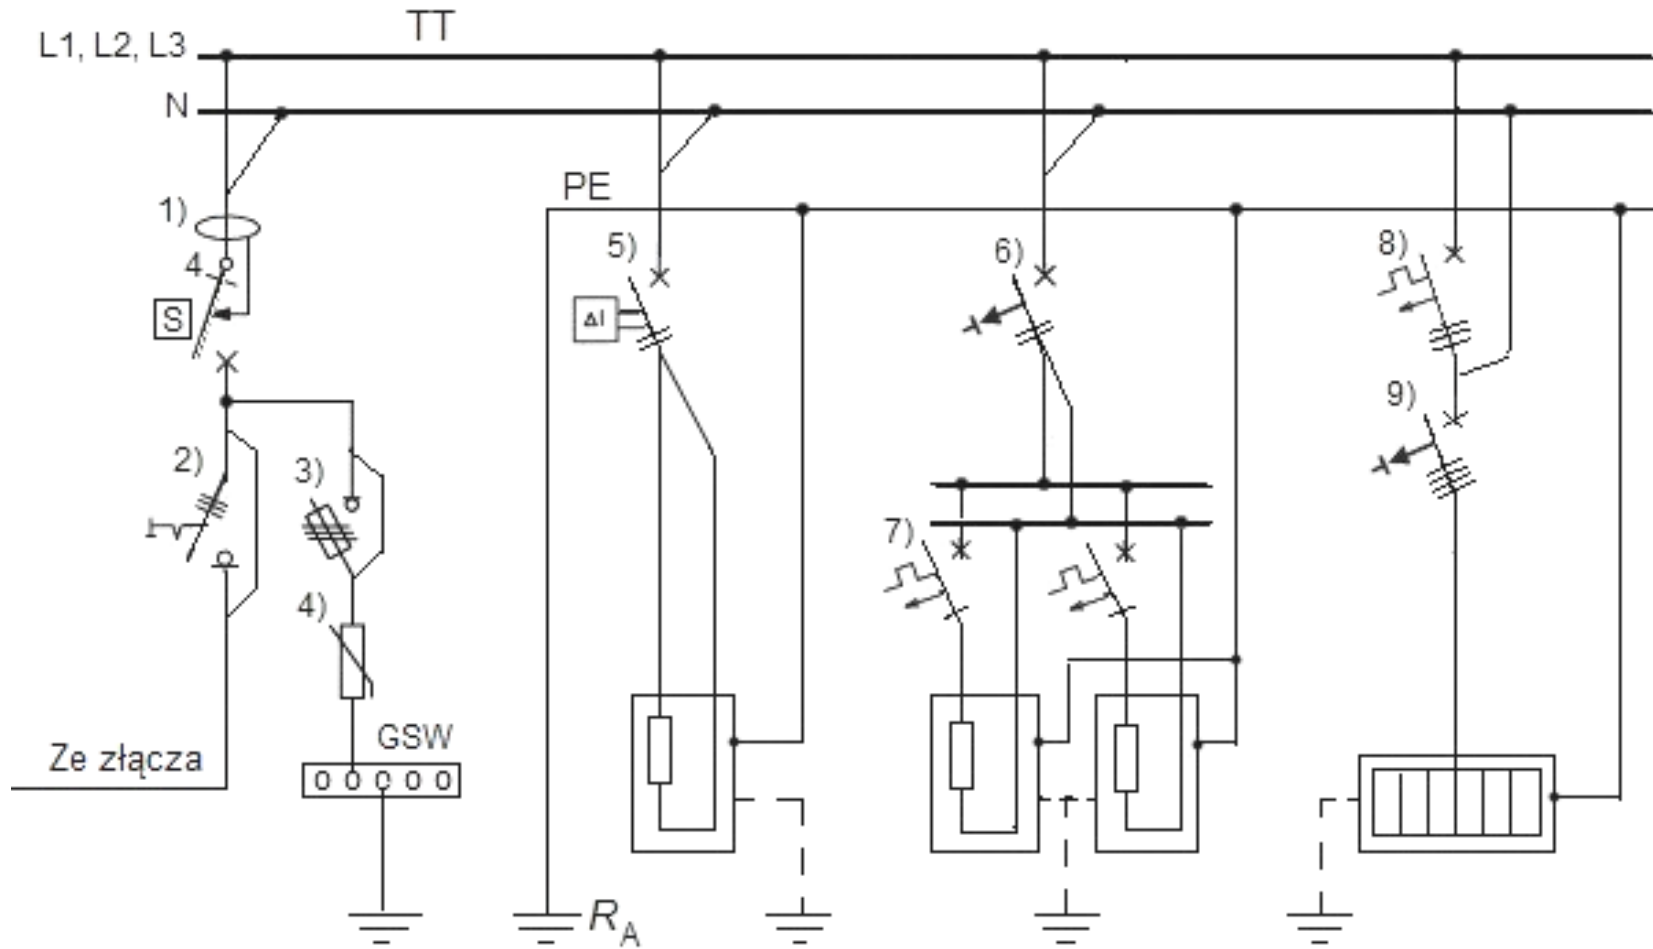 TT
L1, L2, L3
N
PE
1)
4
S
5)
ΔI
6)
8)
9)
2)
3)
7)
4)
GSW
Ze złącza
RA